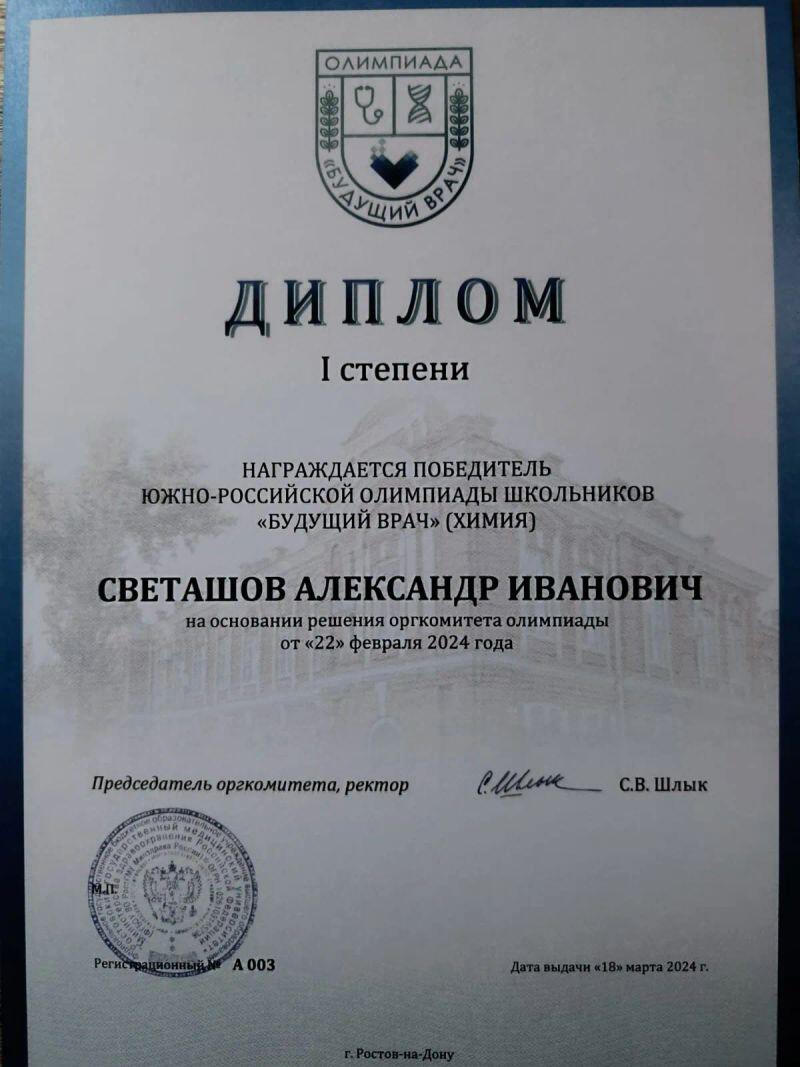 ОЛИМПИАДА
«БУДУЩИЙ ВРАЧ»
ДИПЛОМ
I степени
НАГРАЖДАЕТСЯ ПОБЕДИТЕЛЬ
ЮЖНО-РОССИЙСКОЙ ОЛИМПИАДЫ ШКОЛЬНИКОВ
«БУДУЩИЙ ВРАЧ» (ХИМИЯ)
СВЕТАШОВ АЛЕКСАНДР ИВАНОВИЧ
на основании решения оргкомитета олимпиады
от «22» февраля 2024 года
Председатель оргкомитета, ректор С.Шлык С.В. Шлык
М.П.
Регистрационный № А 003
Дата выдачи «18» марта 2024 г.
г. Ростов-на-Дону